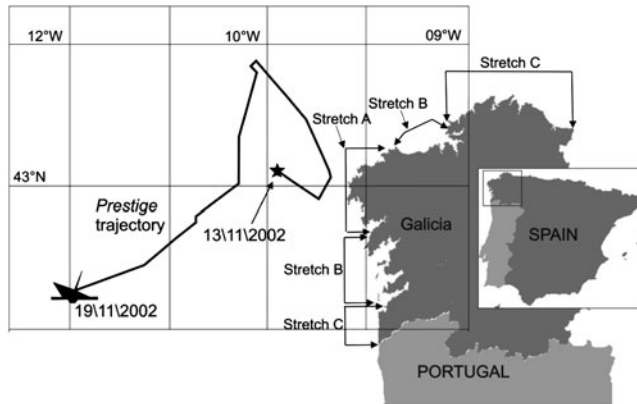 12°W
10°W
09°W
Stretch C
Stretch B
Stretch A
43°N
Prestige
trajectory
13\11\2002
Galicia
SPAIN
Stretch B
19\11\2002
Stretch C
PORTUGAL